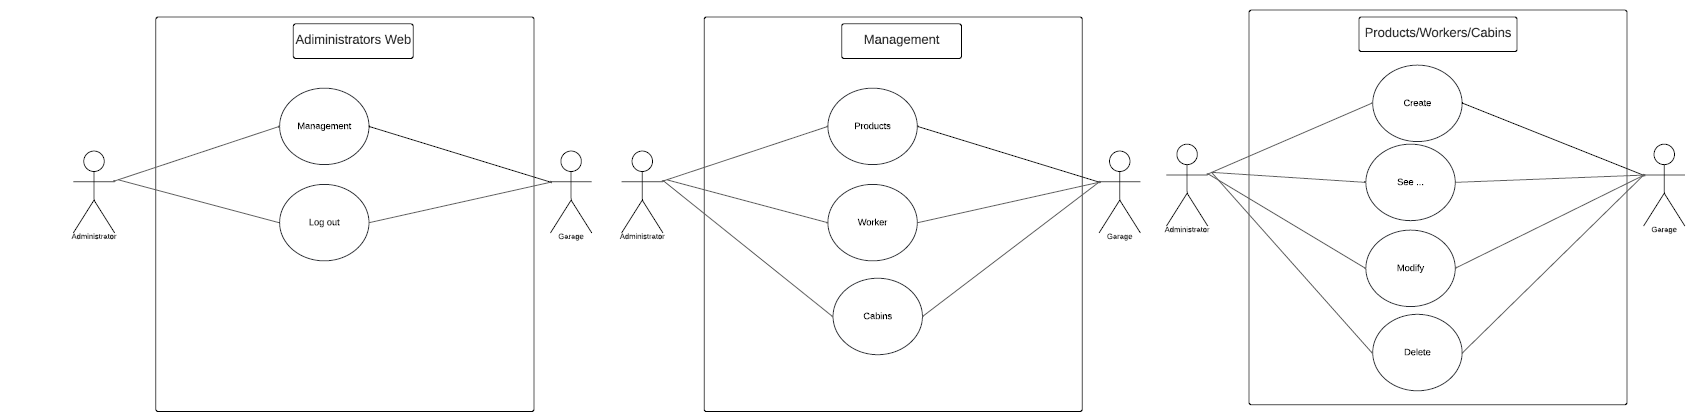 Adiministrators Web
Management
Log out
Administrator
Garage
Management
Products
Worker
Cabins
Administrator
Garage
Products/Workers/Cabins
Create
See ...
Modify
Delete
Administrator
Garage